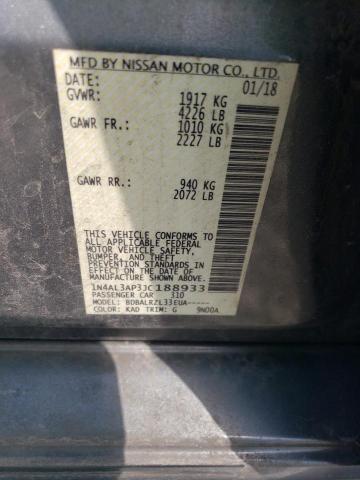 MFD BY NISSAN MOTOR CO., LTD.
DATE: 01/18
GVWR: 1917 KG
4226 LB
GAWR FR.: 1010 KG
2227 LB
GAWR RR.: 940 KG
2072 LB
THIS VEHICLE CONFORMS TO
ALL APPLICABLE FEDERAL
MOTOR VEHICLE SAFETY,
BUMPER, AND THEFT
PREVENTION STANDARDS
IN EFFECT ON THE DATE OF
MANUFACTURE SHOWN ABOVE.
1N4AL3AP3JC188933
PASSENGER CAR 310
MODEL: BDBALRZL33EUA-----
COLOR: KAD TRIM: G 9N00A